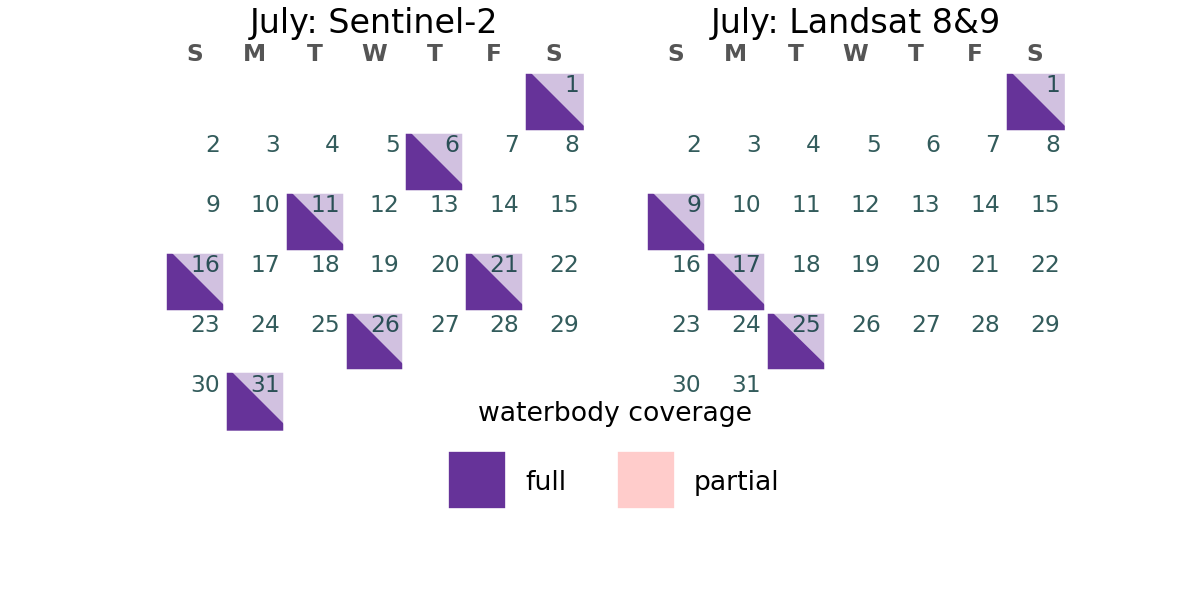 July: Sentinel-2
S M T W T F S
1
2 3 4 5 6 7 8
9 10 11 12 13 14 15
16 17 18 19 20 21 22
23 24 25 26 27 28 29
30 31
July: Landsat 8&9
S M T W T F S
1
2 3 4 5 6 7 8
9 10 11 12 13 14 15
16 17 18 19 20 21 22
23 24 25 26 27 28 29
30 31
waterbody coverage
full partial